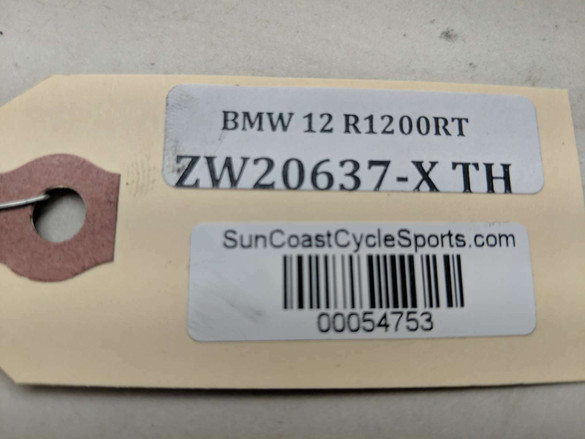 BMW 12 R1200RT
ZW20637-X TH
SunCoastCycleSports.com
00054753